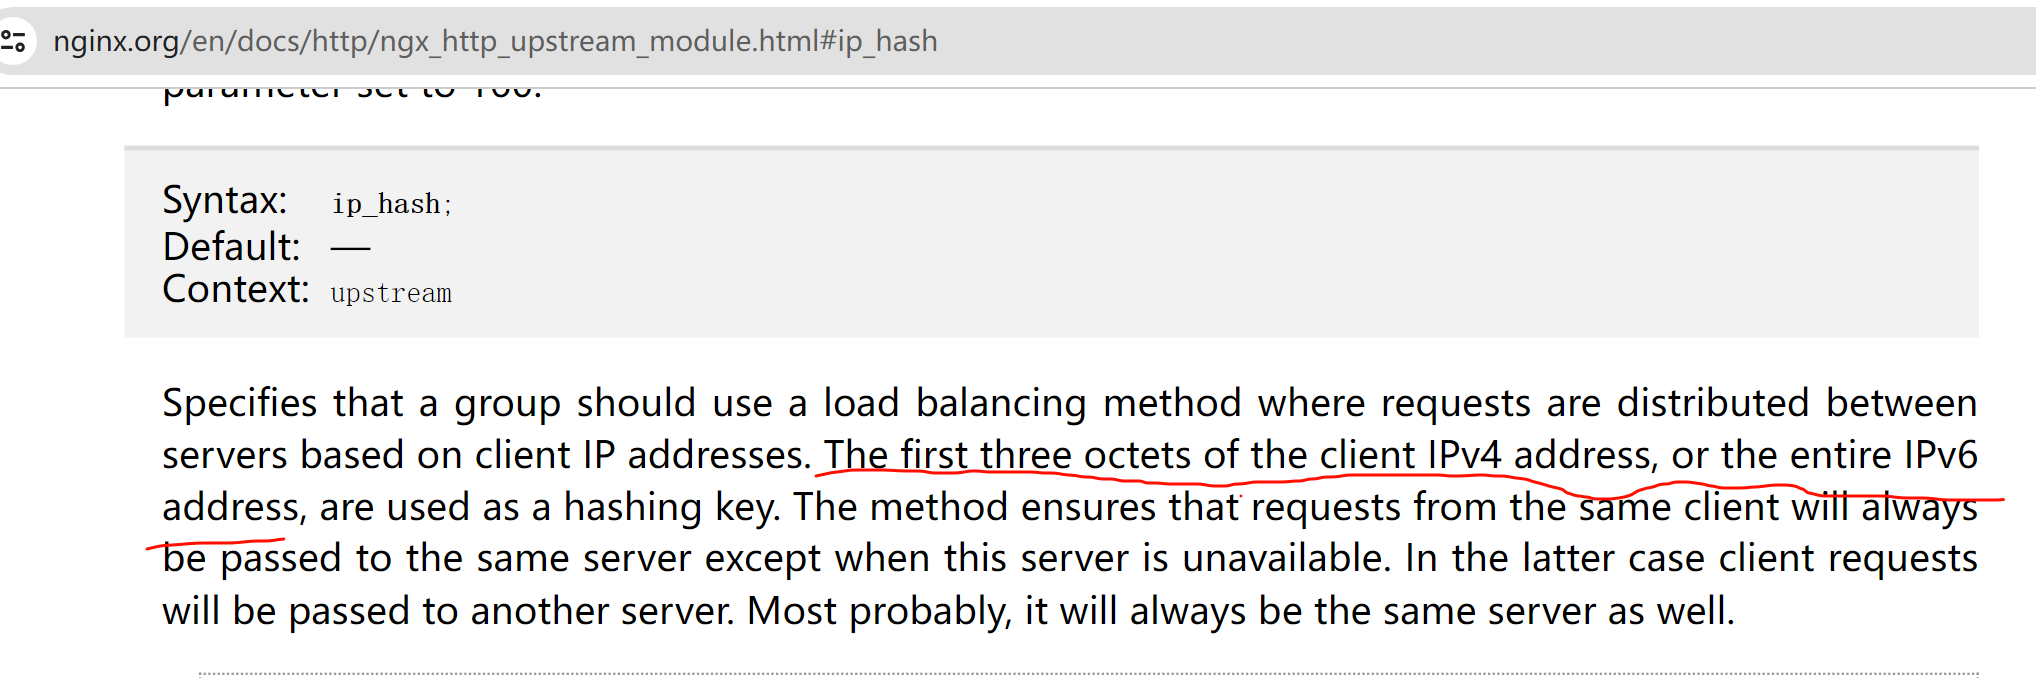 nginx.org/en/docs/http/ngx_http_upstream_module.html#ip_hash
parameter set to 100.
Syntax: ip_hash;
Default: —
Context: upstream
Specifies that a group should use a load balancing method where requests are distributed between
servers based on client IP addresses. The first three octets of the client IPv4 address, or the entire IPv6
address, are used as a hashing key. The method ensures that requests from the same client will always
be passed to the same server except when this server is unavailable. In the latter case client requests
will be passed to another server. Most probably, it will always be the same server as well.